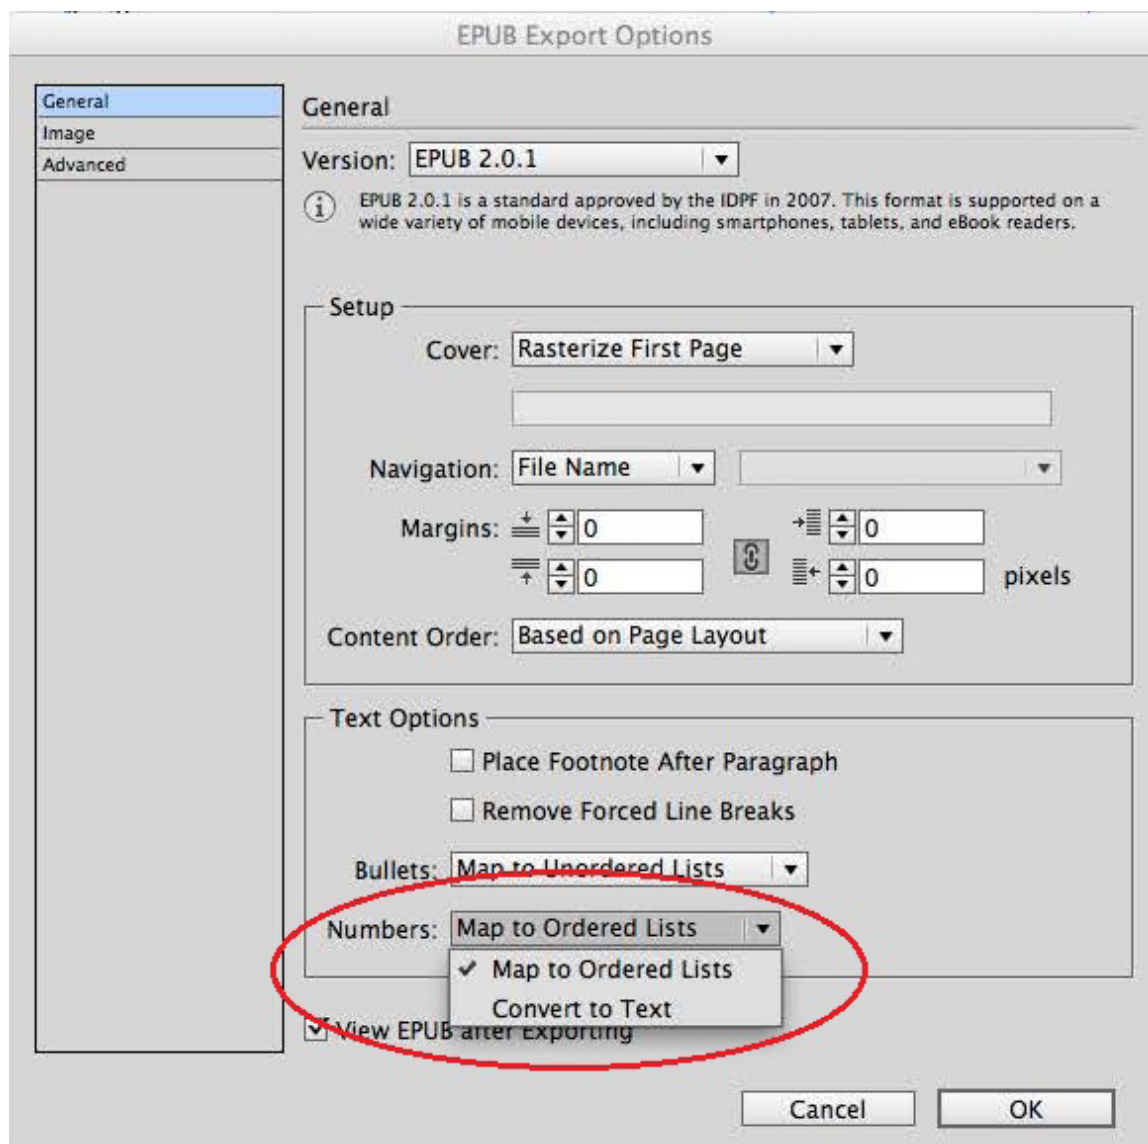 EPUB Export Options
General
Image
Advanced
General
Version: EPUB 2.0.1
EPUB 2.0.1 is a standard approved by the IDPF in 2007. This format is supported on a
wide variety of mobile devices, including smartphones, tablets, and eBook readers.
Setup
Cover: Rasterize First Page
Navigation: File Name
Margins: 0 0
0 0 pixels
Content Order: Based on Page Layout
Text Options
Place Footnote After Paragraph
Remove Forced Line Breaks
Bullets: Map to Unordered Lists
Numbers: Map to Ordered Lists
Map to Ordered Lists
Convert to Text
View EPUB after Exporting
Cancel OK